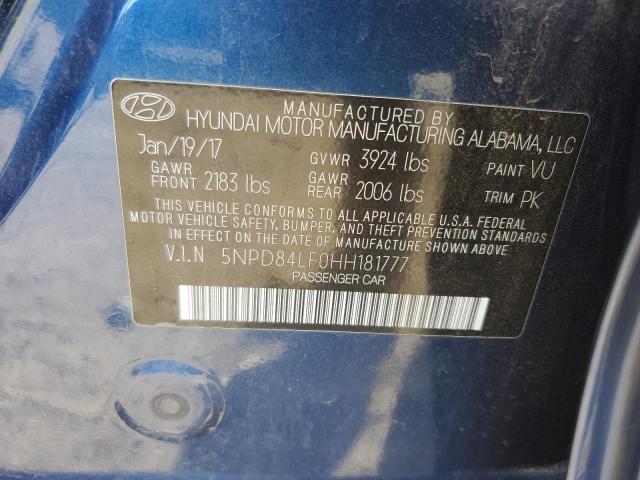 MANUFACTURED BY
HYUNDAI MOTOR MANUFACTURING ALABAMA, LLC
Jan/19/17 GVWR 3924 lbs PAINT VU
GAWR FRONT 2183 lbs GAWR REAR 2006 lbs TRIM PK
THIS VEHICLE CONFORMS TO ALL APPLICABLE U.S.A. FEDERAL
MOTOR VEHICLE SAFETY, BUMPER, AND THEFT PREVENTION STANDARDS
IN EFFECT ON THE DATE OF MANUFACTURE SHOWN ABOVE.
V.I.N 5NPD84LF0HH181777
PASSENGER CAR